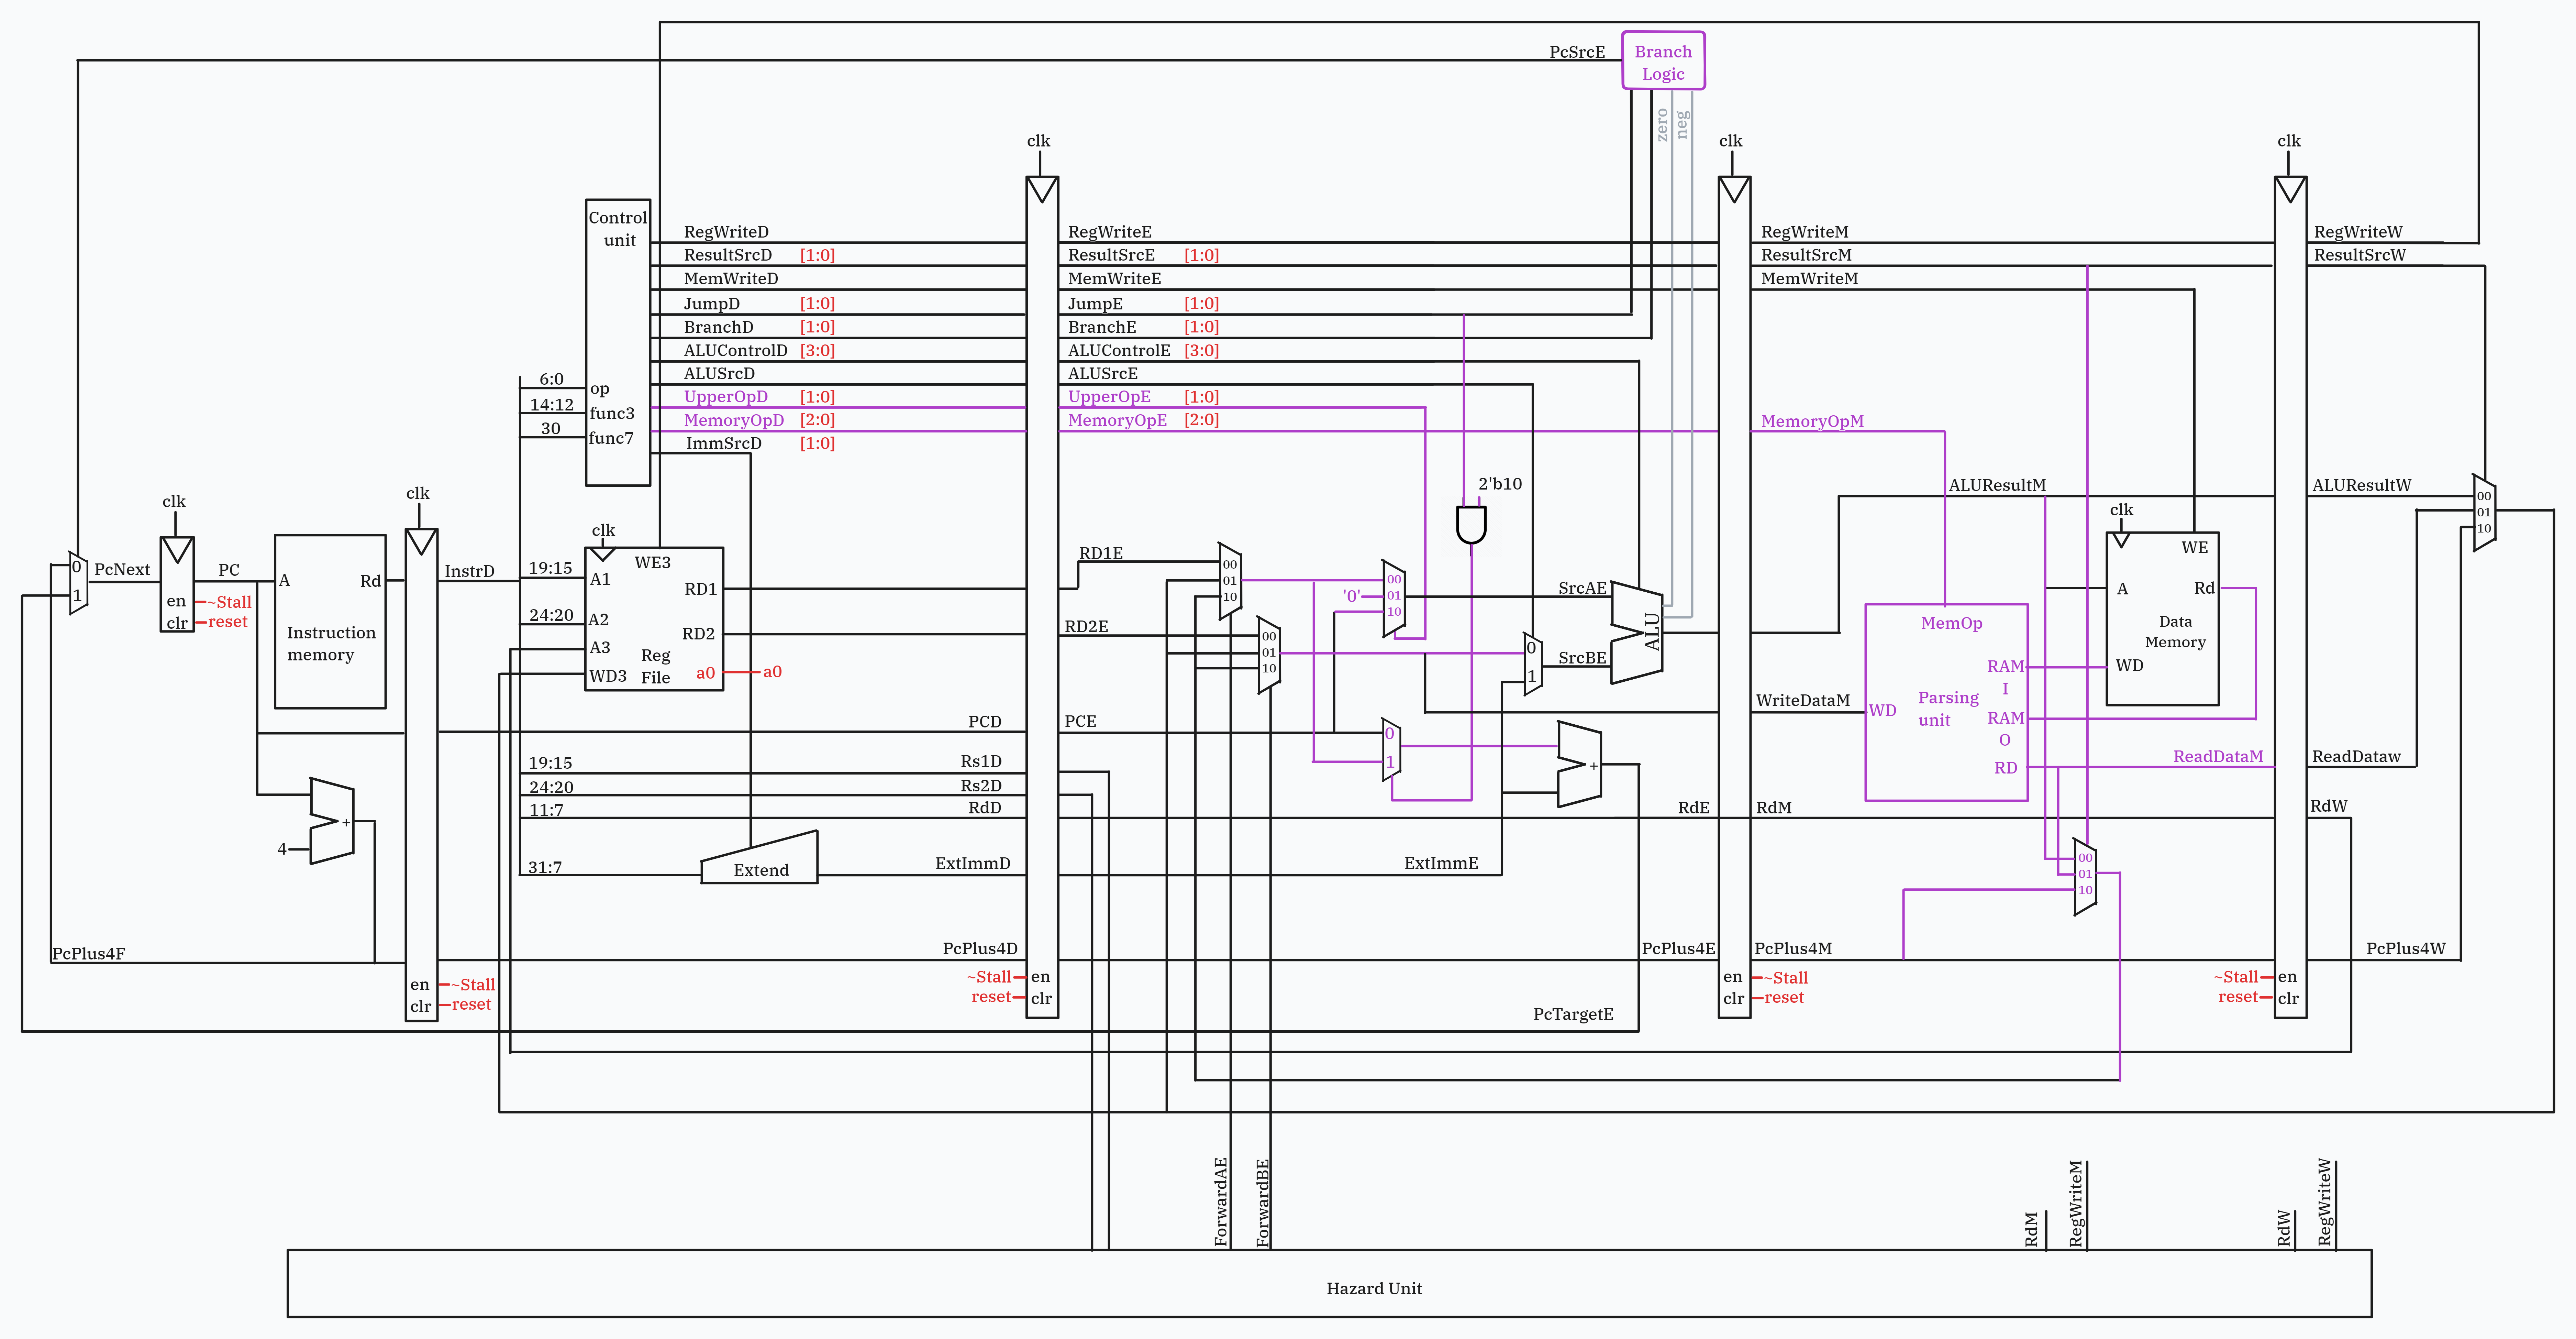 PcSrcE
Branch
Logic
zero
neg
clk
clk
clk
Control
unit
RegWriteD
ResultSrcD [1:0]
MemWriteD
JumpD [1:0]
BranchD [1:0]
ALUControlD [3:0]
ALUSrcD
UpperOpD [1:0]
MemoryOpD [2:0]
ImmSrcD [1:0]
6:0
op
14:12
func3
30
func7
RegWriteE
ResultSrcE [1:0]
MemWriteE
JumpE [1:0]
BranchE [1:0]
ALUControlE [3:0]
ALUSrcE
UpperOpE [1:0]
MemoryOpE [2:0]
RegWriteM
ResultSrcM
MemWriteM
MemoryOpM
RegWriteW
ResultSrcW
2'b10
ALUResultM
ALUResultW
00
01
10
clk
clk
clk
clk
0
1
PcNext
PC
en
~Stall
clr
reset
A
Rd
Instruction
memory
InstrD
19:15
A1
WE3
RD1
24:20
A2
RD2
A3
Reg
File
WD3
a0
a0
RD1E
RD2E
00
01
10
00
01
10
00
'0'
01
10
SrcAE
SrcBE
0
1
ALU
WE
A
Rd
Data
Memory
WD
MemOp
Parsing
unit
WD
RAM
I
RAM
O
RD
WriteDataM
ReadDataM
ReadDataw
PCD
PCE
0
1
+
19:15
Rs1D
24:20
Rs2D
11:7
RdD
RdE
RdM
RdW
4
+
31:7
Extend
ExtImmD
ExtImmE
00
01
10
PcPlus4F
PcPlus4D
PcPlus4E
PcPlus4M
PcPlus4W
en
~Stall
clr
reset
~Stall
en
reset
clr
en
~Stall
clr
reset
~Stall
en
reset
clr
PcTargetE
ForwardAE
ForwardBE
RdM
RegWriteM
RdW
RegWriteW
Hazard Unit